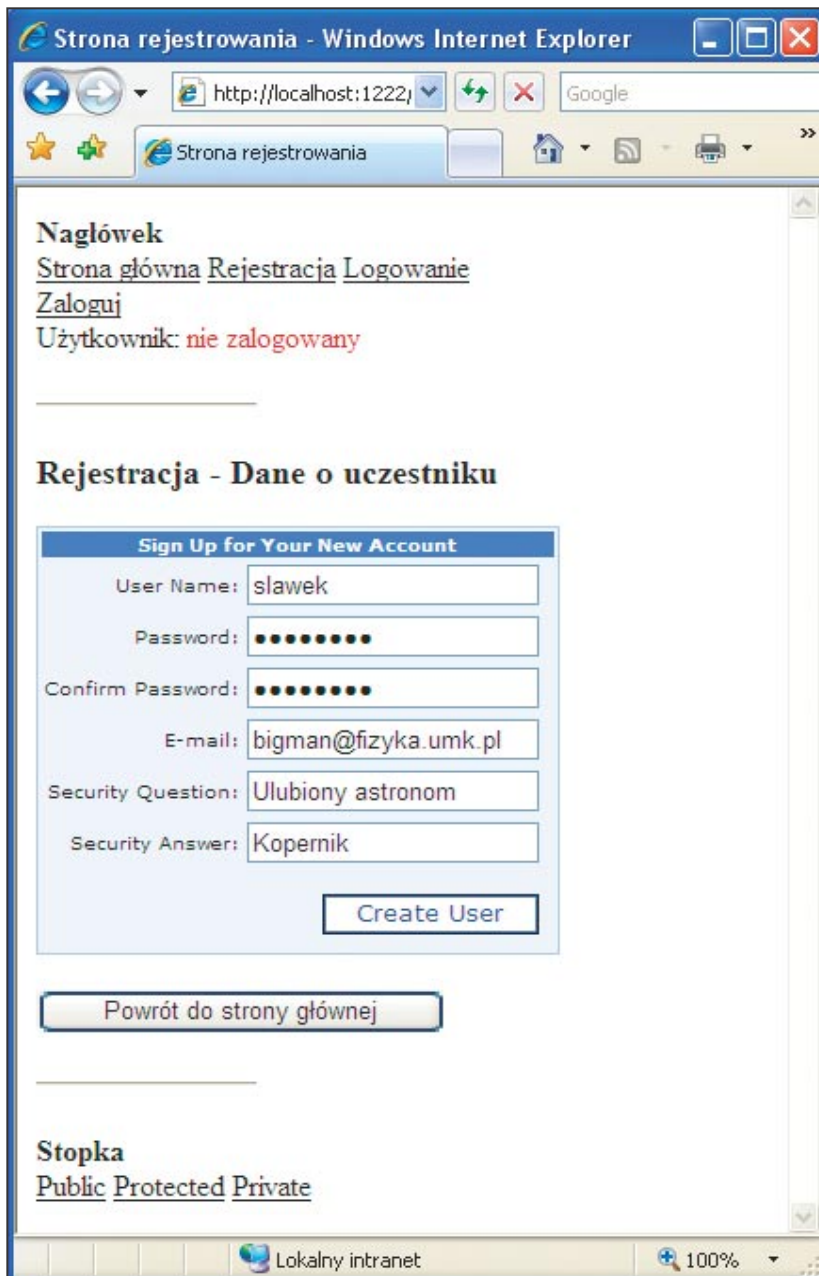 Strona rejestrowania - Windows Internet Explorer
http://localhost:1222/
Google
Strona rejestrowania
»
Nagłówek
Strona główna Rejestracja Logowanie
Zaloguj
Użytkownik: nie zalogowany
Rejestracja - Dane o uczestniku
Sign Up for Your New Account
User Name: slawek
Password: ●●●●●●●●
Confirm Password: ●●●●●●●●
E-mail: bigman@fizyka.umk.pl
Security Question: Ulubiony astronom
Security Answer: Kopernik
Create User
Powrót do strony głównej
Stopka
Public Protected Private
Lokalny intranet 100%